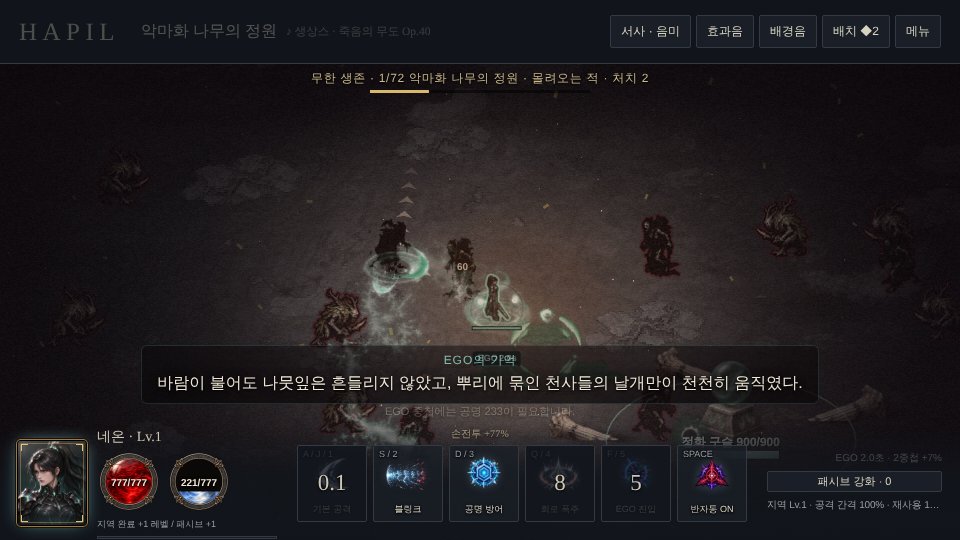 HAPIL
악마화 나무의 정원
♪ 생상스 · 죽음의 무도 Op.40
서사 · 음미
효과음
배경음
배치 ◆2
메뉴
무한 생존 · 1/72 악마화 나무의 정원 · 몰려오는 적 · 처치 2
60
EGO의 기억
바람이 불어도 나뭇잎은 흔들리지 않았고, 뿌리에 묶인 천사들의 날개만이 천천히 움직였다.
EGO 중첩에는 공명 233이 필요합니다.
손전투 +77%
정화 구슬 900/900
네온 · Lv.1
777/777
221/777
지역 완료 +1 레벨 / 패시브 +1
A / J / 1
0.1
기본 공격
S / 2
블링크
D / 3
공명 방어
Q / 4
8
회로 폭주
F / 5
5
EGO 진입
SPACE
반자동 ON
EGO 2.0초 · 2중첩 +7%
패시브 강화 · 0
지역 Lv.1 · 공격 간격 100% · 재사용 1...